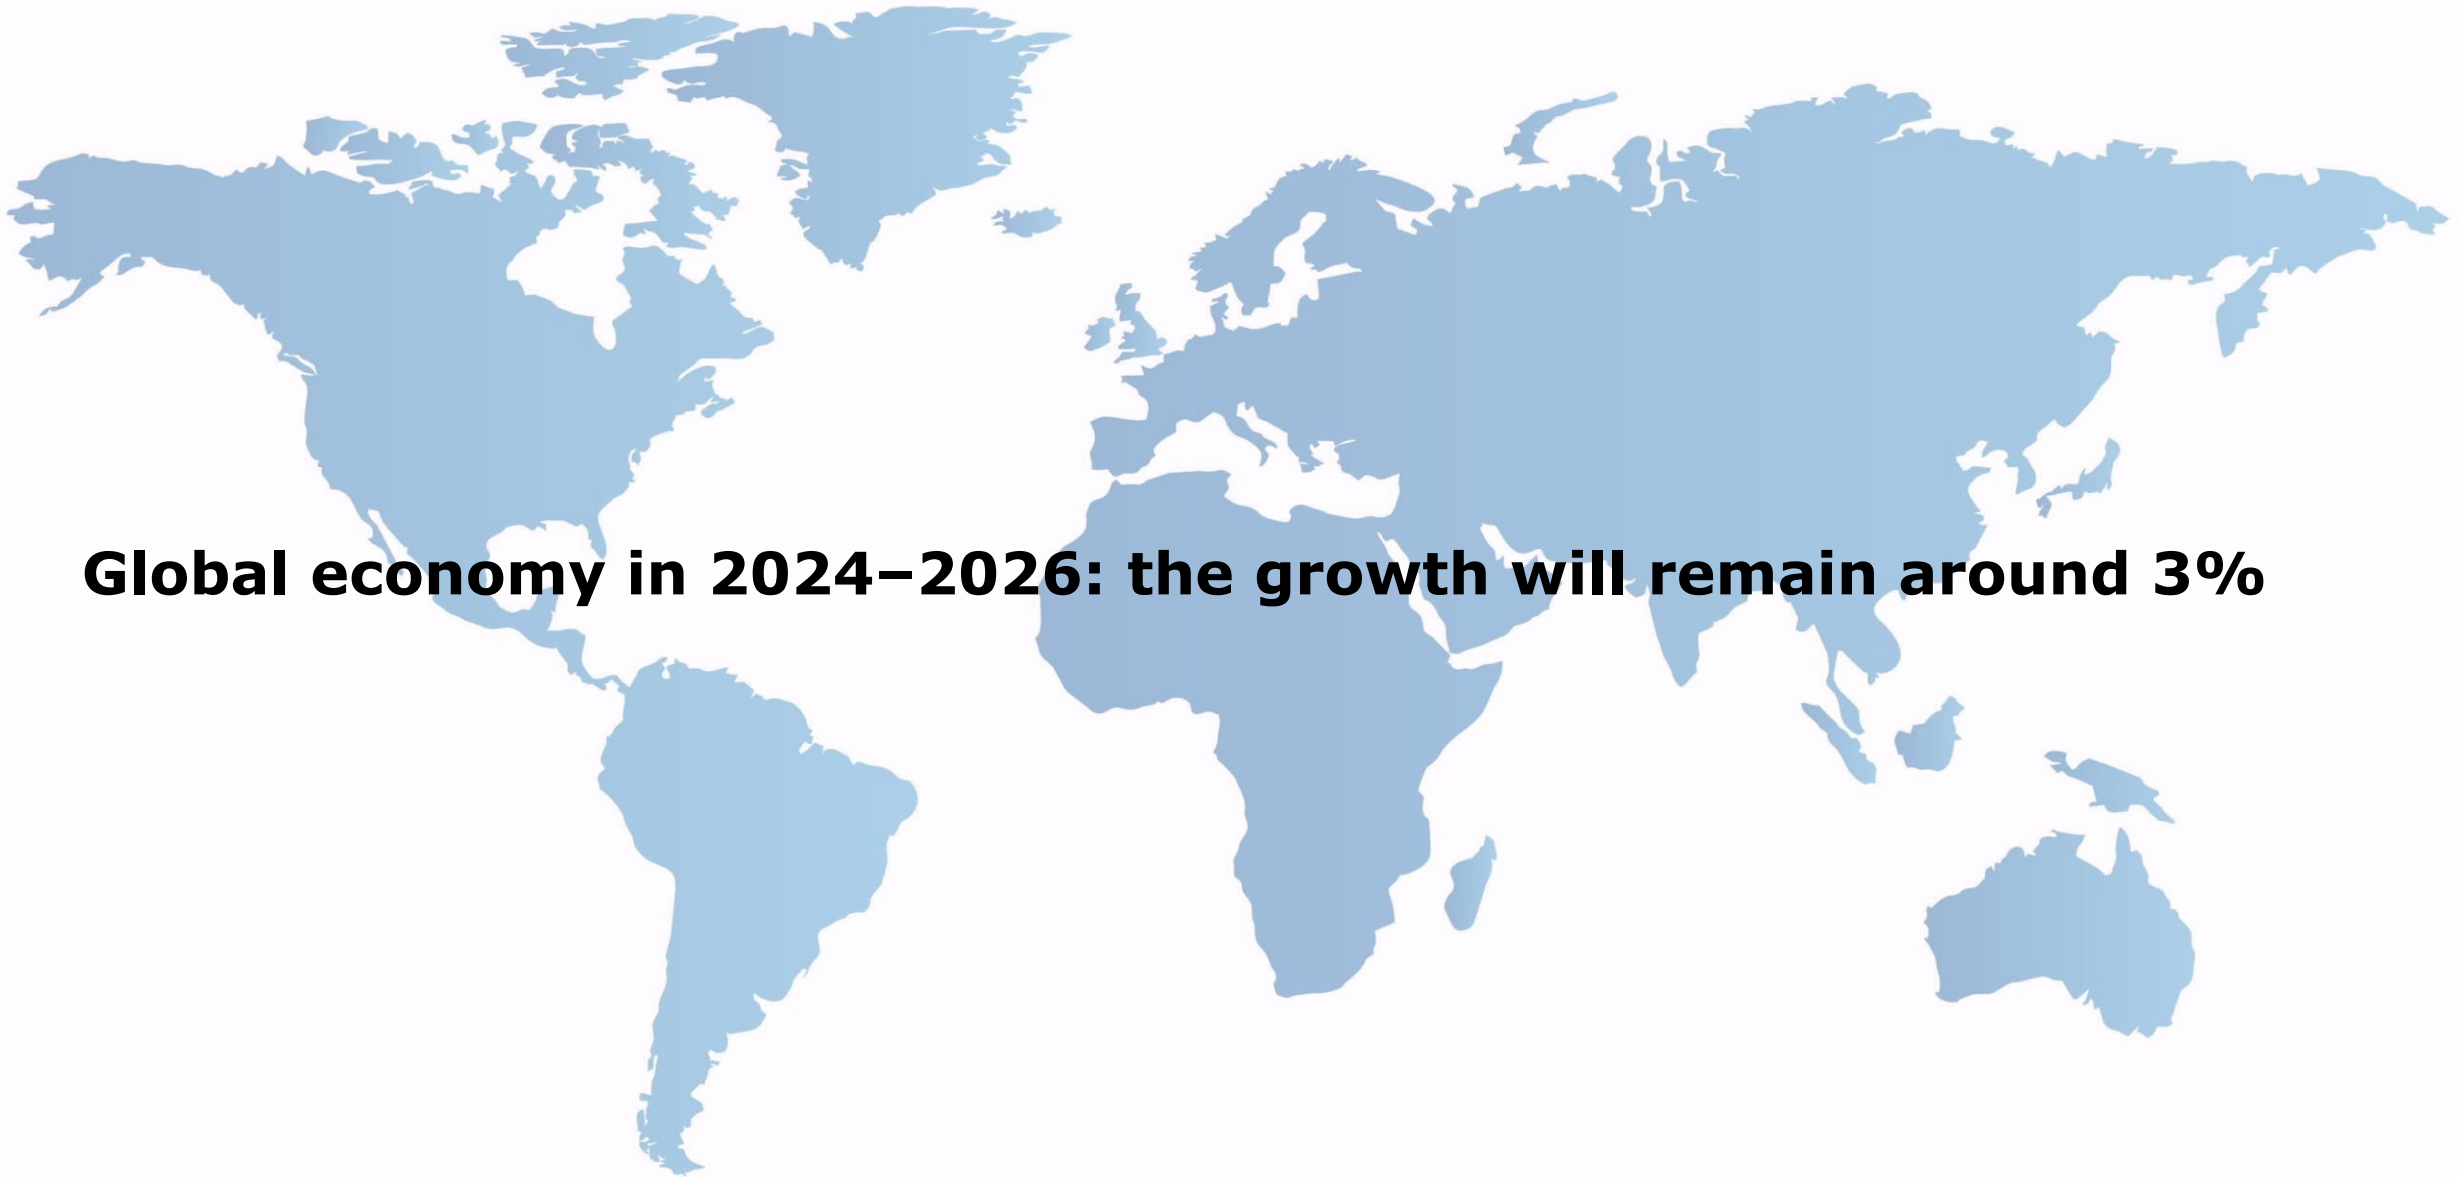 Global economy in 2024–2026: the growth will remain around 3%